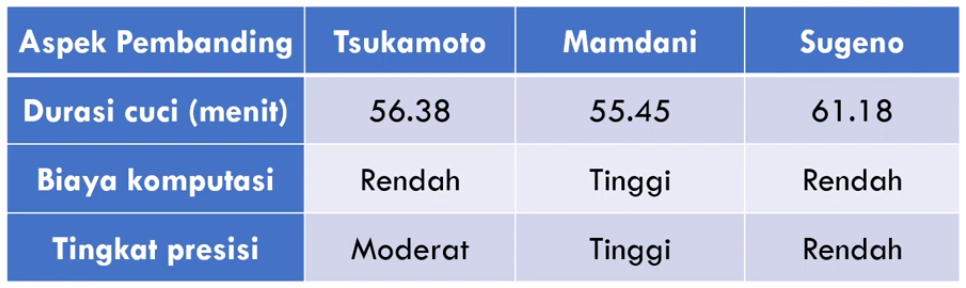 Aspek Pembanding Tsukamoto Mamdani Sugeno
Durasi cuci (menit) 56.38 55.45 61.18
Biaya komputasi Rendah Tinggi Rendah
Tingkat presisi Moderat Tinggi Rendah